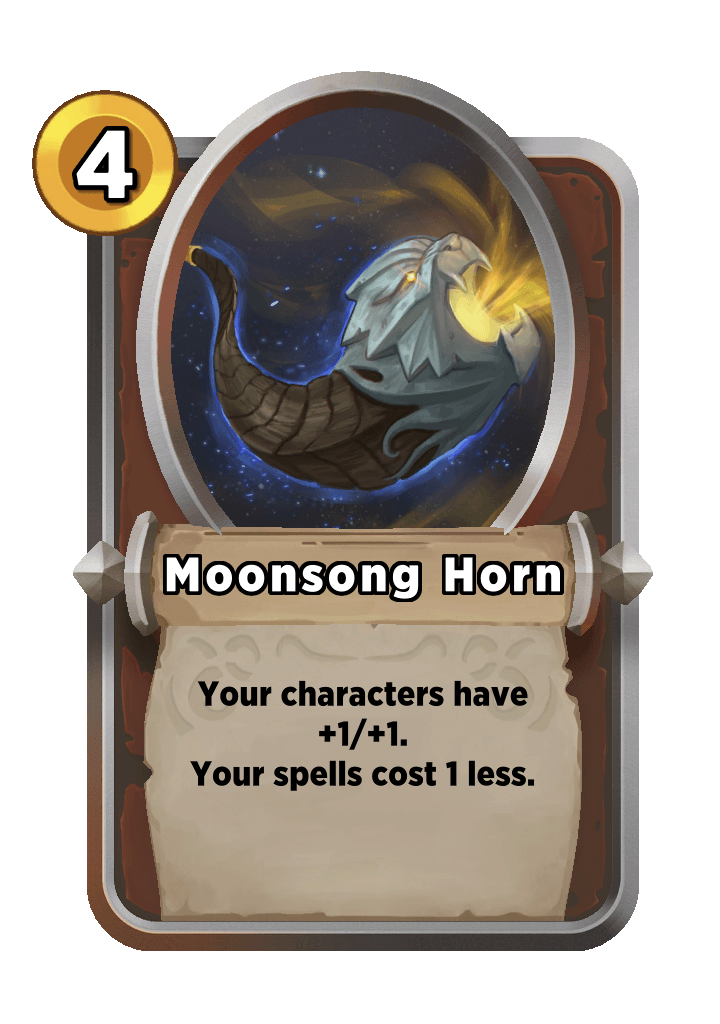 4
Moonsong Horn
Your characters have
+1/+1.
Your spells cost 1 less.